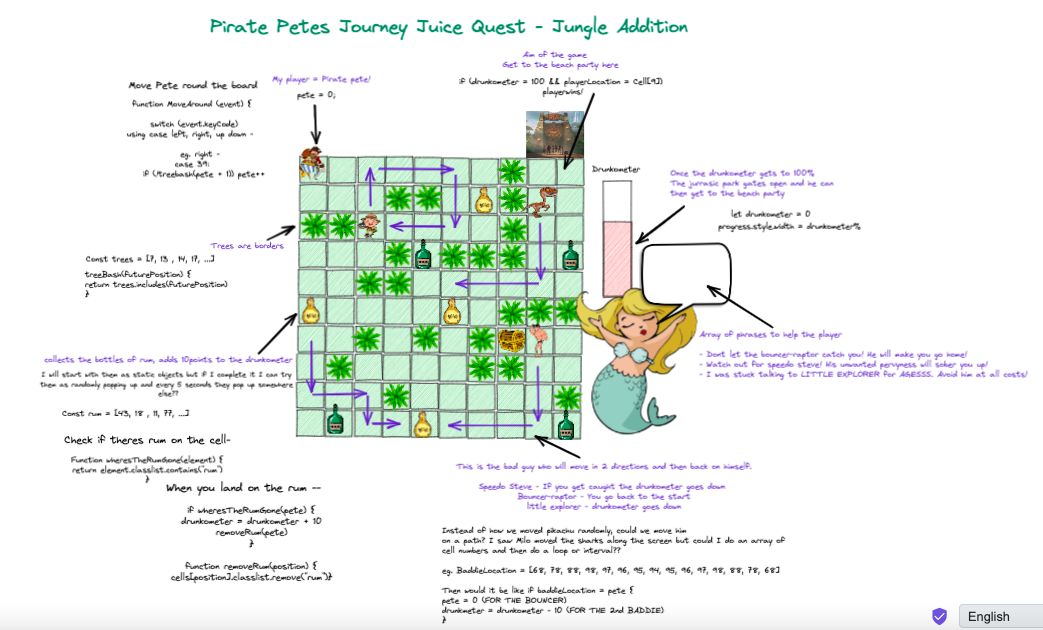 Pirate Petes Journey Juice Quest - Jungle Addition
Aim of the game
Get to the beach party here
if (drunkometer = 100 && playerLocation = Cell[9])
playerwins!
My player = Pirate pete!
pete = 0;
Move Pete round the board
function MoveAround (event) {
switch (event.keyCode)
using case left, right, up down -
eg. right -
case 39:
if (!treebash(pete + 1)) pete++
Drunkometer
Once the drunkometer gets to 100%
The jurrasic park gates open and he can
then get to the beach party
let drunkometer = 0
progress.style.width = drunkometer%
Trees are borders
Const trees = [7, 13 , 14, 17, ...]
treeBash(futurePosition) {
return trees.includes(futurePosition)
}
Array of phrases to help the player
- Dont let the bouncer-raptor catch you! He will make you go home!
- Watch out for speedo steve! His unwanted pervyness will sober you up!
- I was stuck talking to LITTLE EXPLORER for AGESSS. Avoid him at all costs!
collects the bottles of rum, adds 10points to the drunkometer
I will start with them as static objects but if I complete it I can try
them as randomly popping up and every 5 seconds they pop up somewhere
else??
Const rum = [43, 18 , 11, 77, ...]
Check if theres rum on the cell-
Function wheresTheRumGone(element) {
return element.classlist.contains("rum")
}
When you land on the rum --
if wheresTheRumGone(pete) {
drunkometer = drunkometer + 10
removeRum(pete)
}
function removeRum(position) {
cells[position].classlist.remove("rum")}
This is the bad guy who will move in 2 directions and then back on himself.
Speedo Steve - If you get caught the drunkometer goes down
Bouncer-raptor - You go back to the start
little explorer - drunkometer goes down
Instead of how we moved pikachu randomly, could we move him
on a path? I saw Milo moved the sharks along the screen but could I do an array of
cell numbers and then do a loop or interval??
eg. BaddieLocation = [68, 78, 88, 98, 97, 96, 95, 94, 95, 96, 97, 98, 88, 78, 68]
Then would it be like if baddieLocation = pete {
pete = 0 (FOR THE BOUNCER)
drunkmeter = drunkometer - 10 (FOR THE 2nd BADDIE)
}
English